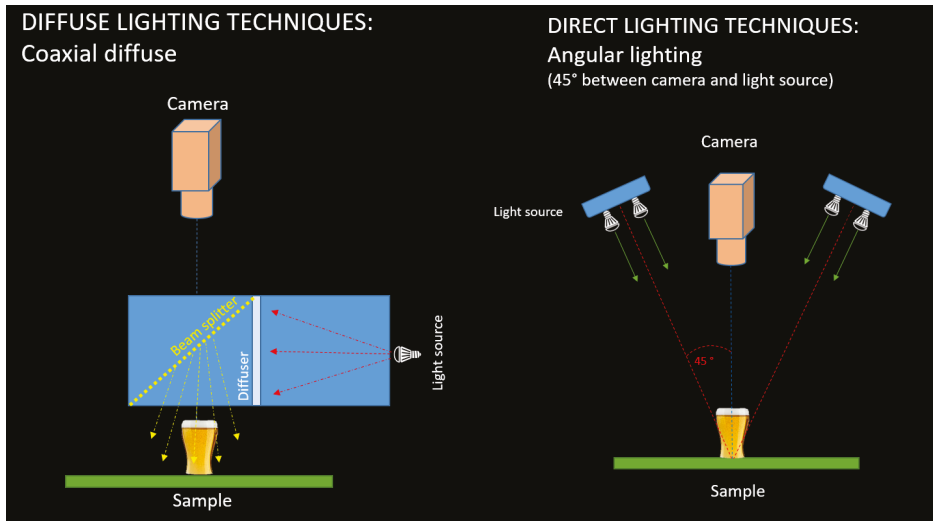 DIFFUSE LIGHTING TECHNIQUES:
Coaxial diffuse
Camera
Beam splitter
Diffuser
Light source
Sample
DIRECT LIGHTING TECHNIQUES:
Angular lighting
(45° between camera and light source)
Camera
Light source
45 °
Sample